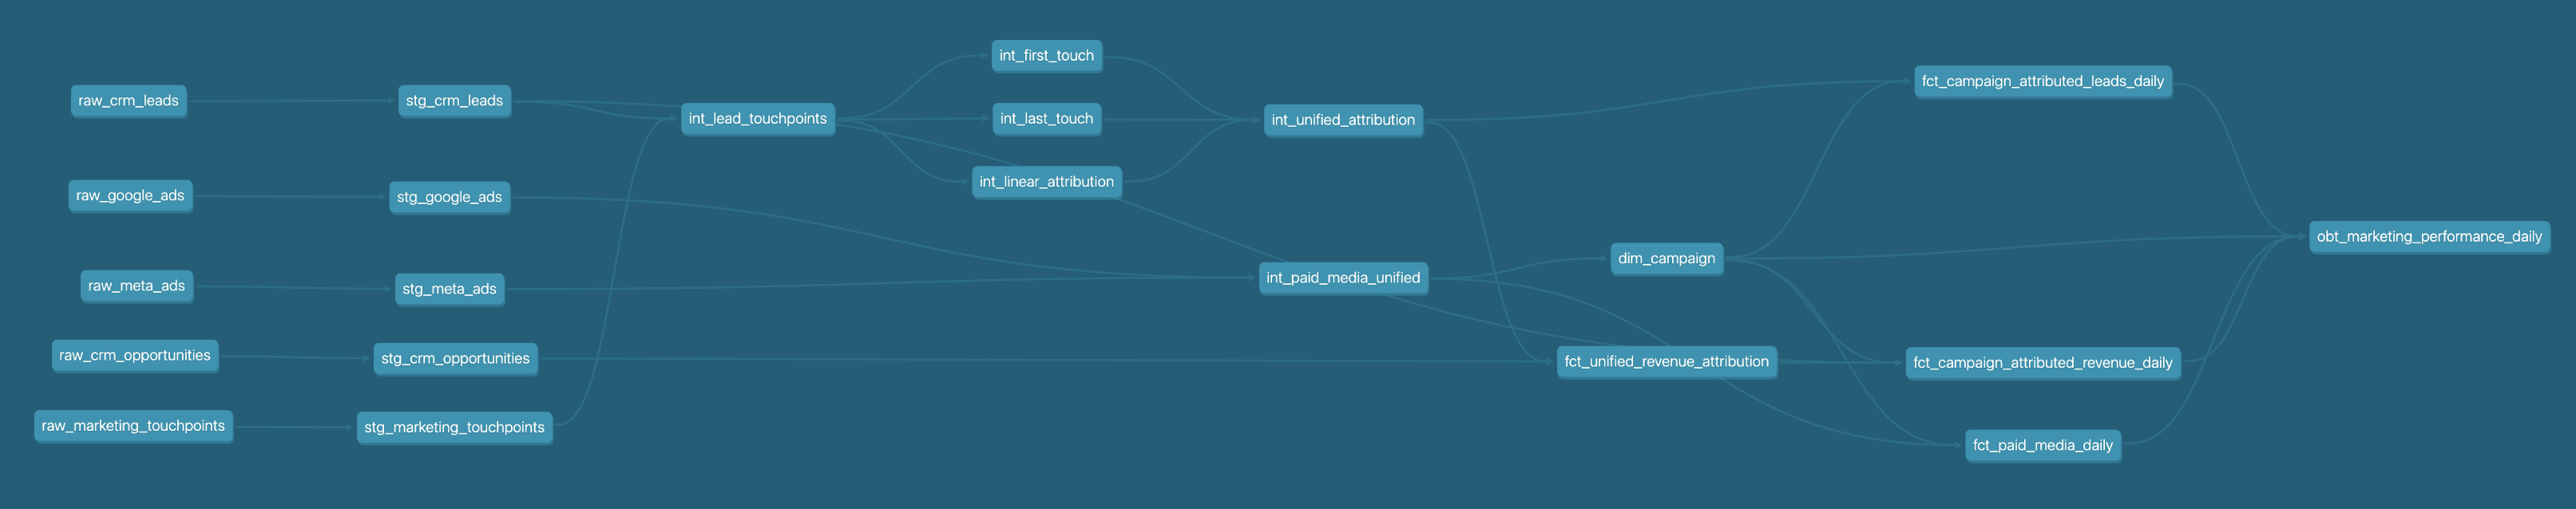 raw_crm_leads
raw_google_ads
raw_meta_ads
raw_crm_opportunities
raw_marketing_touchpoints
stg_crm_leads
stg_google_ads
stg_meta_ads
stg_crm_opportunities
stg_marketing_touchpoints
int_lead_touchpoints
int_first_touch
int_last_touch
int_linear_attribution
int_unified_attribution
int_paid_media_unified
dim_campaign
fct_unified_revenue_attribution
fct_campaign_attributed_leads_daily
fct_campaign_attributed_revenue_daily
fct_paid_media_daily
obt_marketing_performance_daily